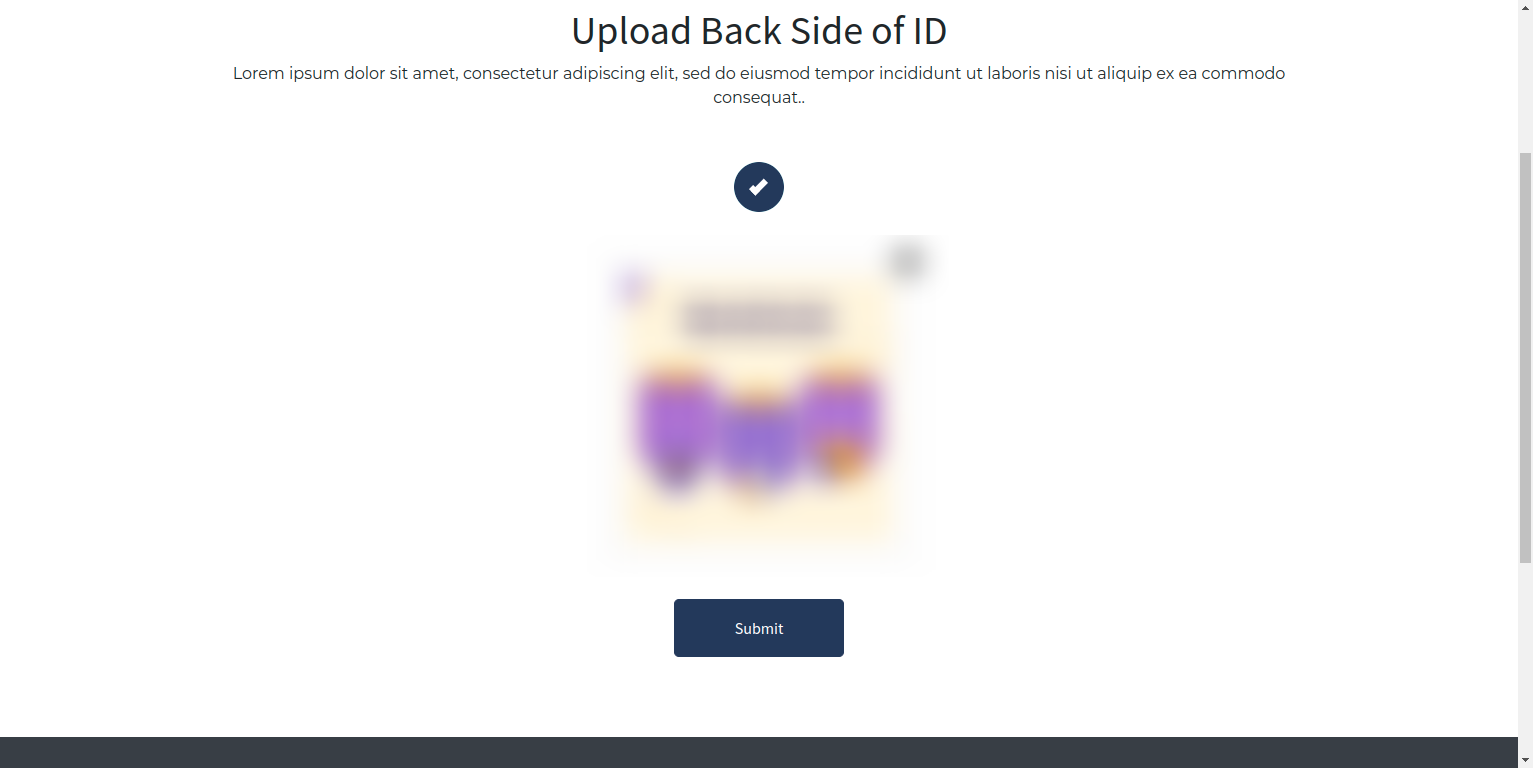 Upload Back Side of ID
Lorem ipsum dolor sit amet, consectetur adipiscing elit, sed do eiusmod tempor incididunt ut laboris nisi ut aliquip ex ea commodo
consequat..
Submit